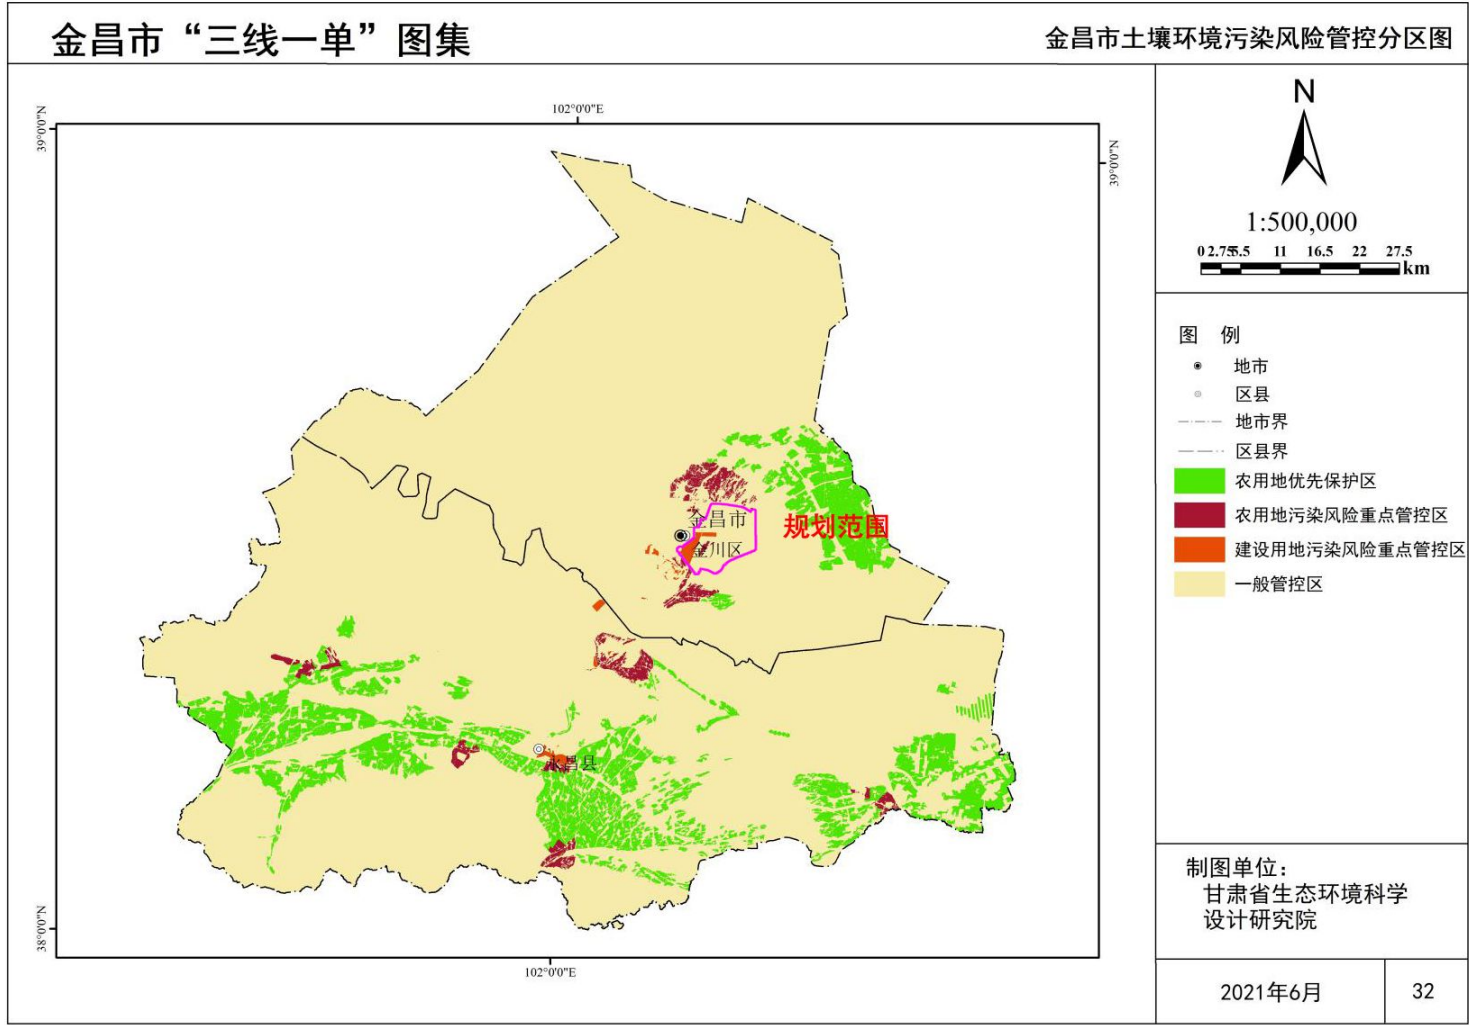 金昌市“三线一单”图集
金昌市土壤环境污染风险管控分区图
102°0'0"E
39°0'0"N
39°0'0"N
N
1:500,000
0 2.75 5.5 11 16.5 22 27.5
km
图 例
地市
区县
地市界
区县界
农用地优先保护区
农用地污染风险重点管控区
建设用地污染风险重点管控区
一般管控区
金昌市
规划范围
金川区
永昌县
38°0'0"N
102°0'0"E
制图单位：
甘肃省生态环境科学
设计研究院
2021年6月
32